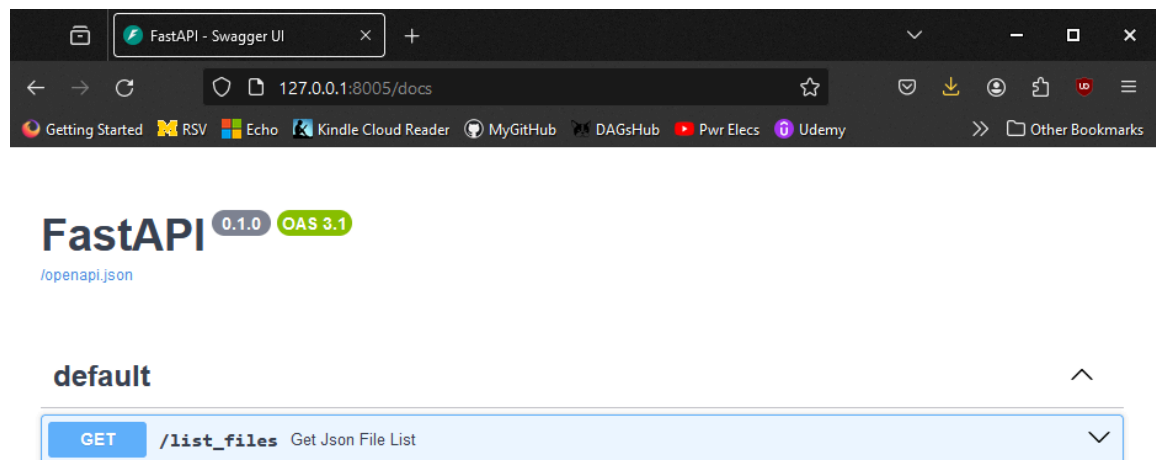 FastAPI - Swagger UI
127.0.0.1:8005/docs
Getting Started RSV Echo Kindle Cloud Reader MyGitHub DAGsHub Pwr Elecs Udemy Other Bookmarks
FastAPI 0.1.0 OAS 3.1
/openapi.json
default
GET /list_files Get Json File List